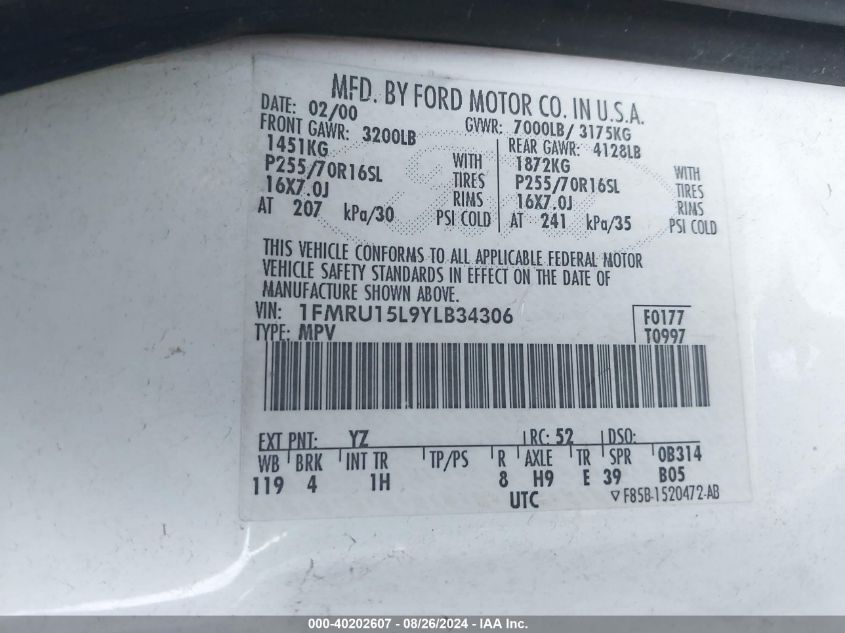 MFD. BY FORD MOTOR CO. IN U.S.A.
DATE: 02/00 GVWR: 7000LB/ 3175KG
FRONT GAWR: 3200LB REAR GAWR: 4128LB
1451KG WITH 1872KG WITH
P255/70R16SL TIRES P255/70R16SL TIRES
16X7.0J RIMS 16X7.0J RIMS
AT 207 kPa/30 PSI COLD AT 241 kPa/35 PSI COLD
THIS VEHICLE CONFORMS TO ALL APPLICABLE FEDERAL MOTOR
VEHICLE SAFETY STANDARDS IN EFFECT ON THE DATE OF
MANUFACTURE SHOWN ABOVE.
VIN: 1FMRU15L9YLB34306 F0177
TYPE: MPV T0997
EXT PNT: YZ RC: 52 DSO:
WB BRK INT TR TP/PS R AXLE TR SPR 0B314
119 4 1H 8 H9 E 39 B05
UTC ▽F85B-1520472-AB
000-40202607 - 08/26/2024 - IAA Inc.